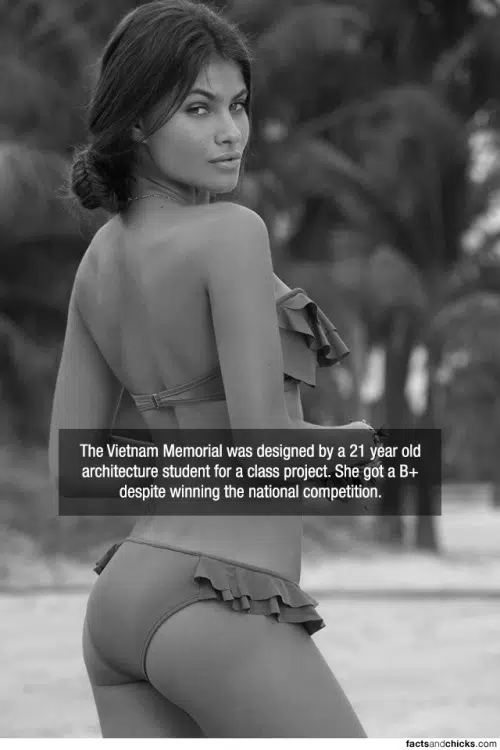 The Vietnam Memorial was designed by a 21 year old
architecture student for a class project. She got a B+
despite winning the national competition.
factsandchicks.com